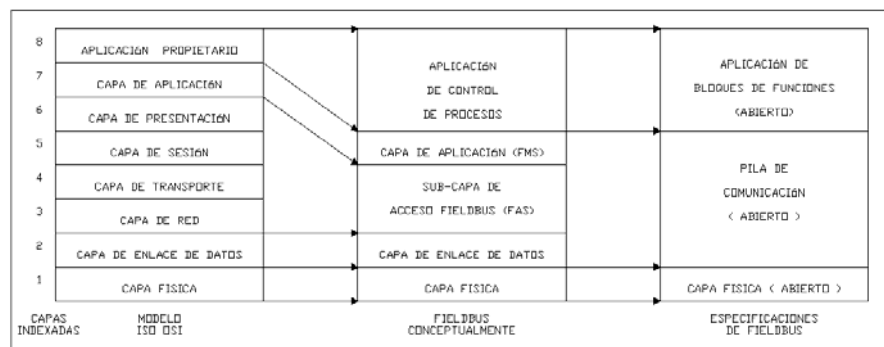 8
APLICACIÓN PROPIETARIO
7
CAPA DE APLICACIÓN
6
CAPA DE PRESENTACIÓN
5
CAPA DE SESIÓN
4
CAPA DE TRANSPORTE
3
CAPA DE RED
2
CAPA DE ENLACE DE DATOS
1
CAPA FISICA
CAPAS
INDEXADAS
MODELO
ISO OSI
APLICACIÓN
DE CONTROL
DE PROCESOS
CAPA DE APLICACIÓN (FMS)
SUB-CAPA DE
ACCESO FIELDBUS (FAS)
CAPA DE ENLACE DE DATOS
CAPA FISICA
FIELDBUS
CONCEPTUALMENTE
APLICACIÓN DE
BLOQUES DE FUNCIONES
(ABIERTO)
PILA DE
COMUNICACIÓN
( ABIERTO )
CAPA FISICA ( ABIERTO )
ESPECIFICACIONES
DE FIELDBUS